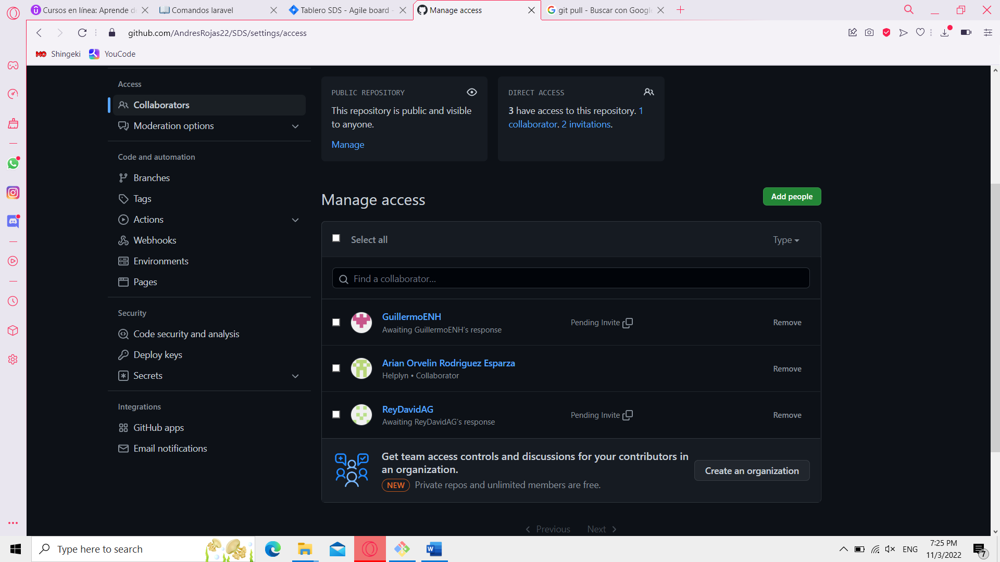 Cursos en línea: Aprende de
Comandos laravel
Tablero SDS - Agile board -
Manage access
git pull - Buscar con Google
github.com/AndresRojas22/SDS/settings/access
Shingeki
YouCode
Access
Collaborators
Moderation options
Code and automation
Branches
Tags
Actions
Webhooks
Environments
Pages
Security
Code security and analysis
Deploy keys
Secrets
Integrations
GitHub apps
Email notifications
PUBLIC REPOSITORY
This repository is public and visible
to anyone.
Manage
DIRECT ACCESS
3 have access to this repository. 1
collaborator. 2 invitations.
Manage access
Add people
Select all
Type
Find a collaborator...
GuillermoENH
Awaiting GuillermoENH's response
Pending Invite
Remove
Arian Orvelin Rodriguez Esparza
Helplyn • Collaborator
Remove
ReyDavidAG
Awaiting ReyDavidAG's response
Pending Invite
Remove
Get team access controls and discussions for your contributors in
an organization.
NEW Private repos and unlimited members are free.
Create an organization
Previous
Next
Type here to search
ENG
7:25 PM
11/3/2022
7